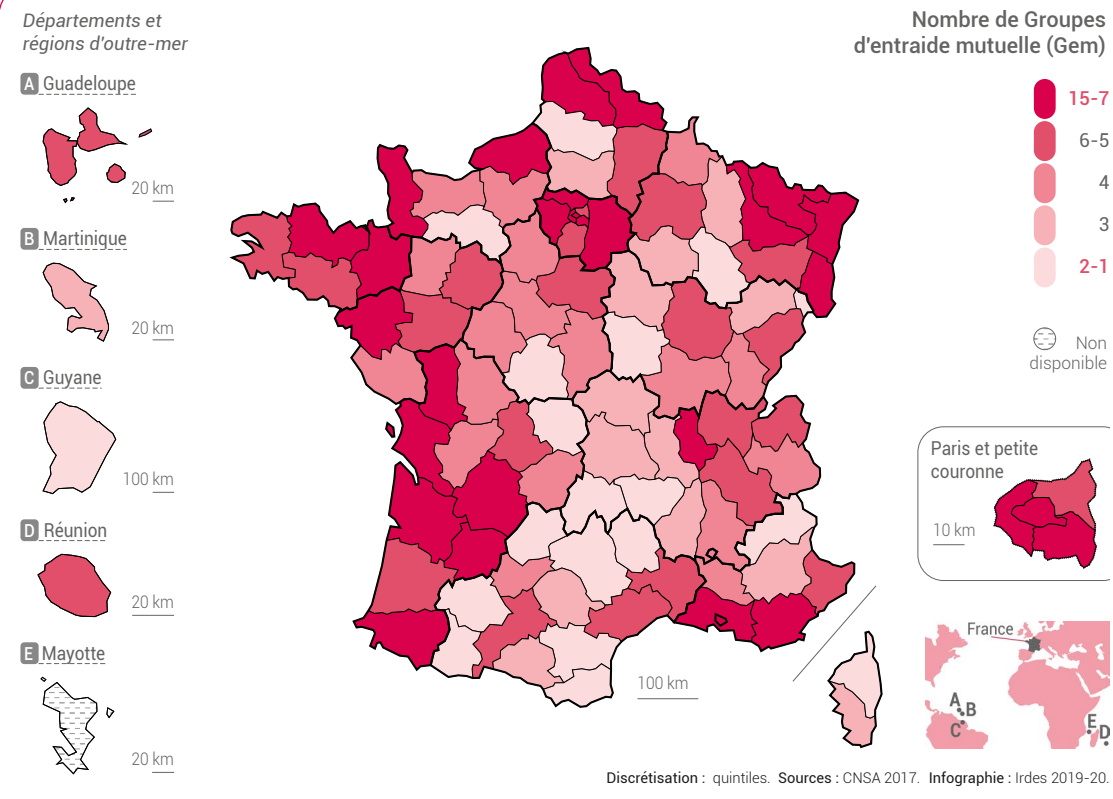 Départements et
régions d'outre-mer
A Guadeloupe
20 km
B Martinique
20 km
C Guyane
100 km
D Réunion
20 km
E Mayotte
20 km
100 km
Nombre de Groupes
d'entraide mutuelle (Gem)
15-7
6-5
4
3
2-1
Non
disponible
Paris et petite
couronne
10 km
France
A
B
C
E
D
Discrétisation : quintiles. Sources : CNSA 2017. Infographie : Irdes 2019-20.